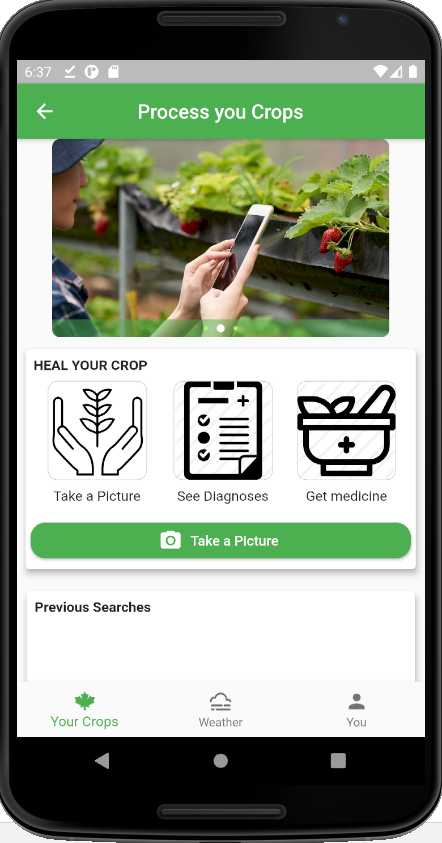 6:37
Process you Crops
HEAL YOUR CROP
Take a Picture See Diagnoses Get medicine
Take a Picture
Previous Searches
Your Crops Weather You